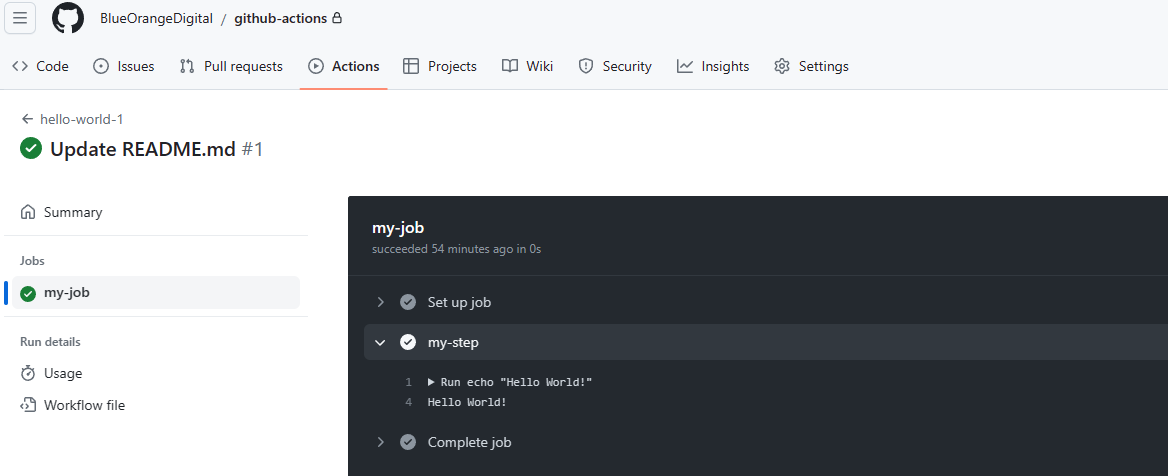 BlueOrangeDigital / github-actions
Code Issues Pull requests Actions Projects Wiki Security Insights Settings
hello-world-1
Update README.md #1
Summary
Jobs
my-job
Run details
Usage
Workflow file
my-job
succeeded 54 minutes ago in 0s
Set up job
my-step
1 Run echo "Hello World!"
4 Hello World!
Complete job